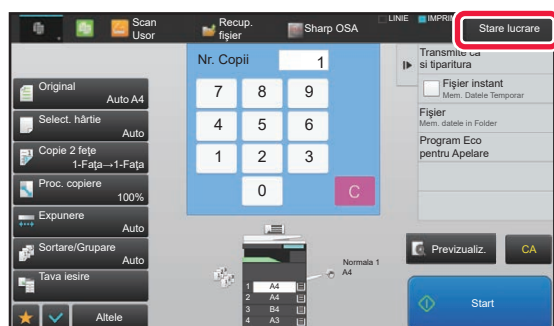 Scan
Usor
Recup.
fişier
Sharp OSA
LINIE
IMPRI
Stare lucrare
Nr. Copii
1
7 8 9
4 5 6
1 2 3
0 C
Original
Auto A4
Select. hârtie
Auto
Copie 2 feţe
1-Faţa→1-Faţa
Proc. copiere
100%
Expunere
Auto
Sortare/Grupare
Auto
Tava iesire
Altele
Normala 1
A4
1 A4
2 A4
3 B4
4 A3
Transmite ca
si tiparitura
Fişier instant
Mem. Datele Temporar
Fişier
Mem. datele in Folder
Program Eco
pentru Apelare
Previzualiz.
CA
Start